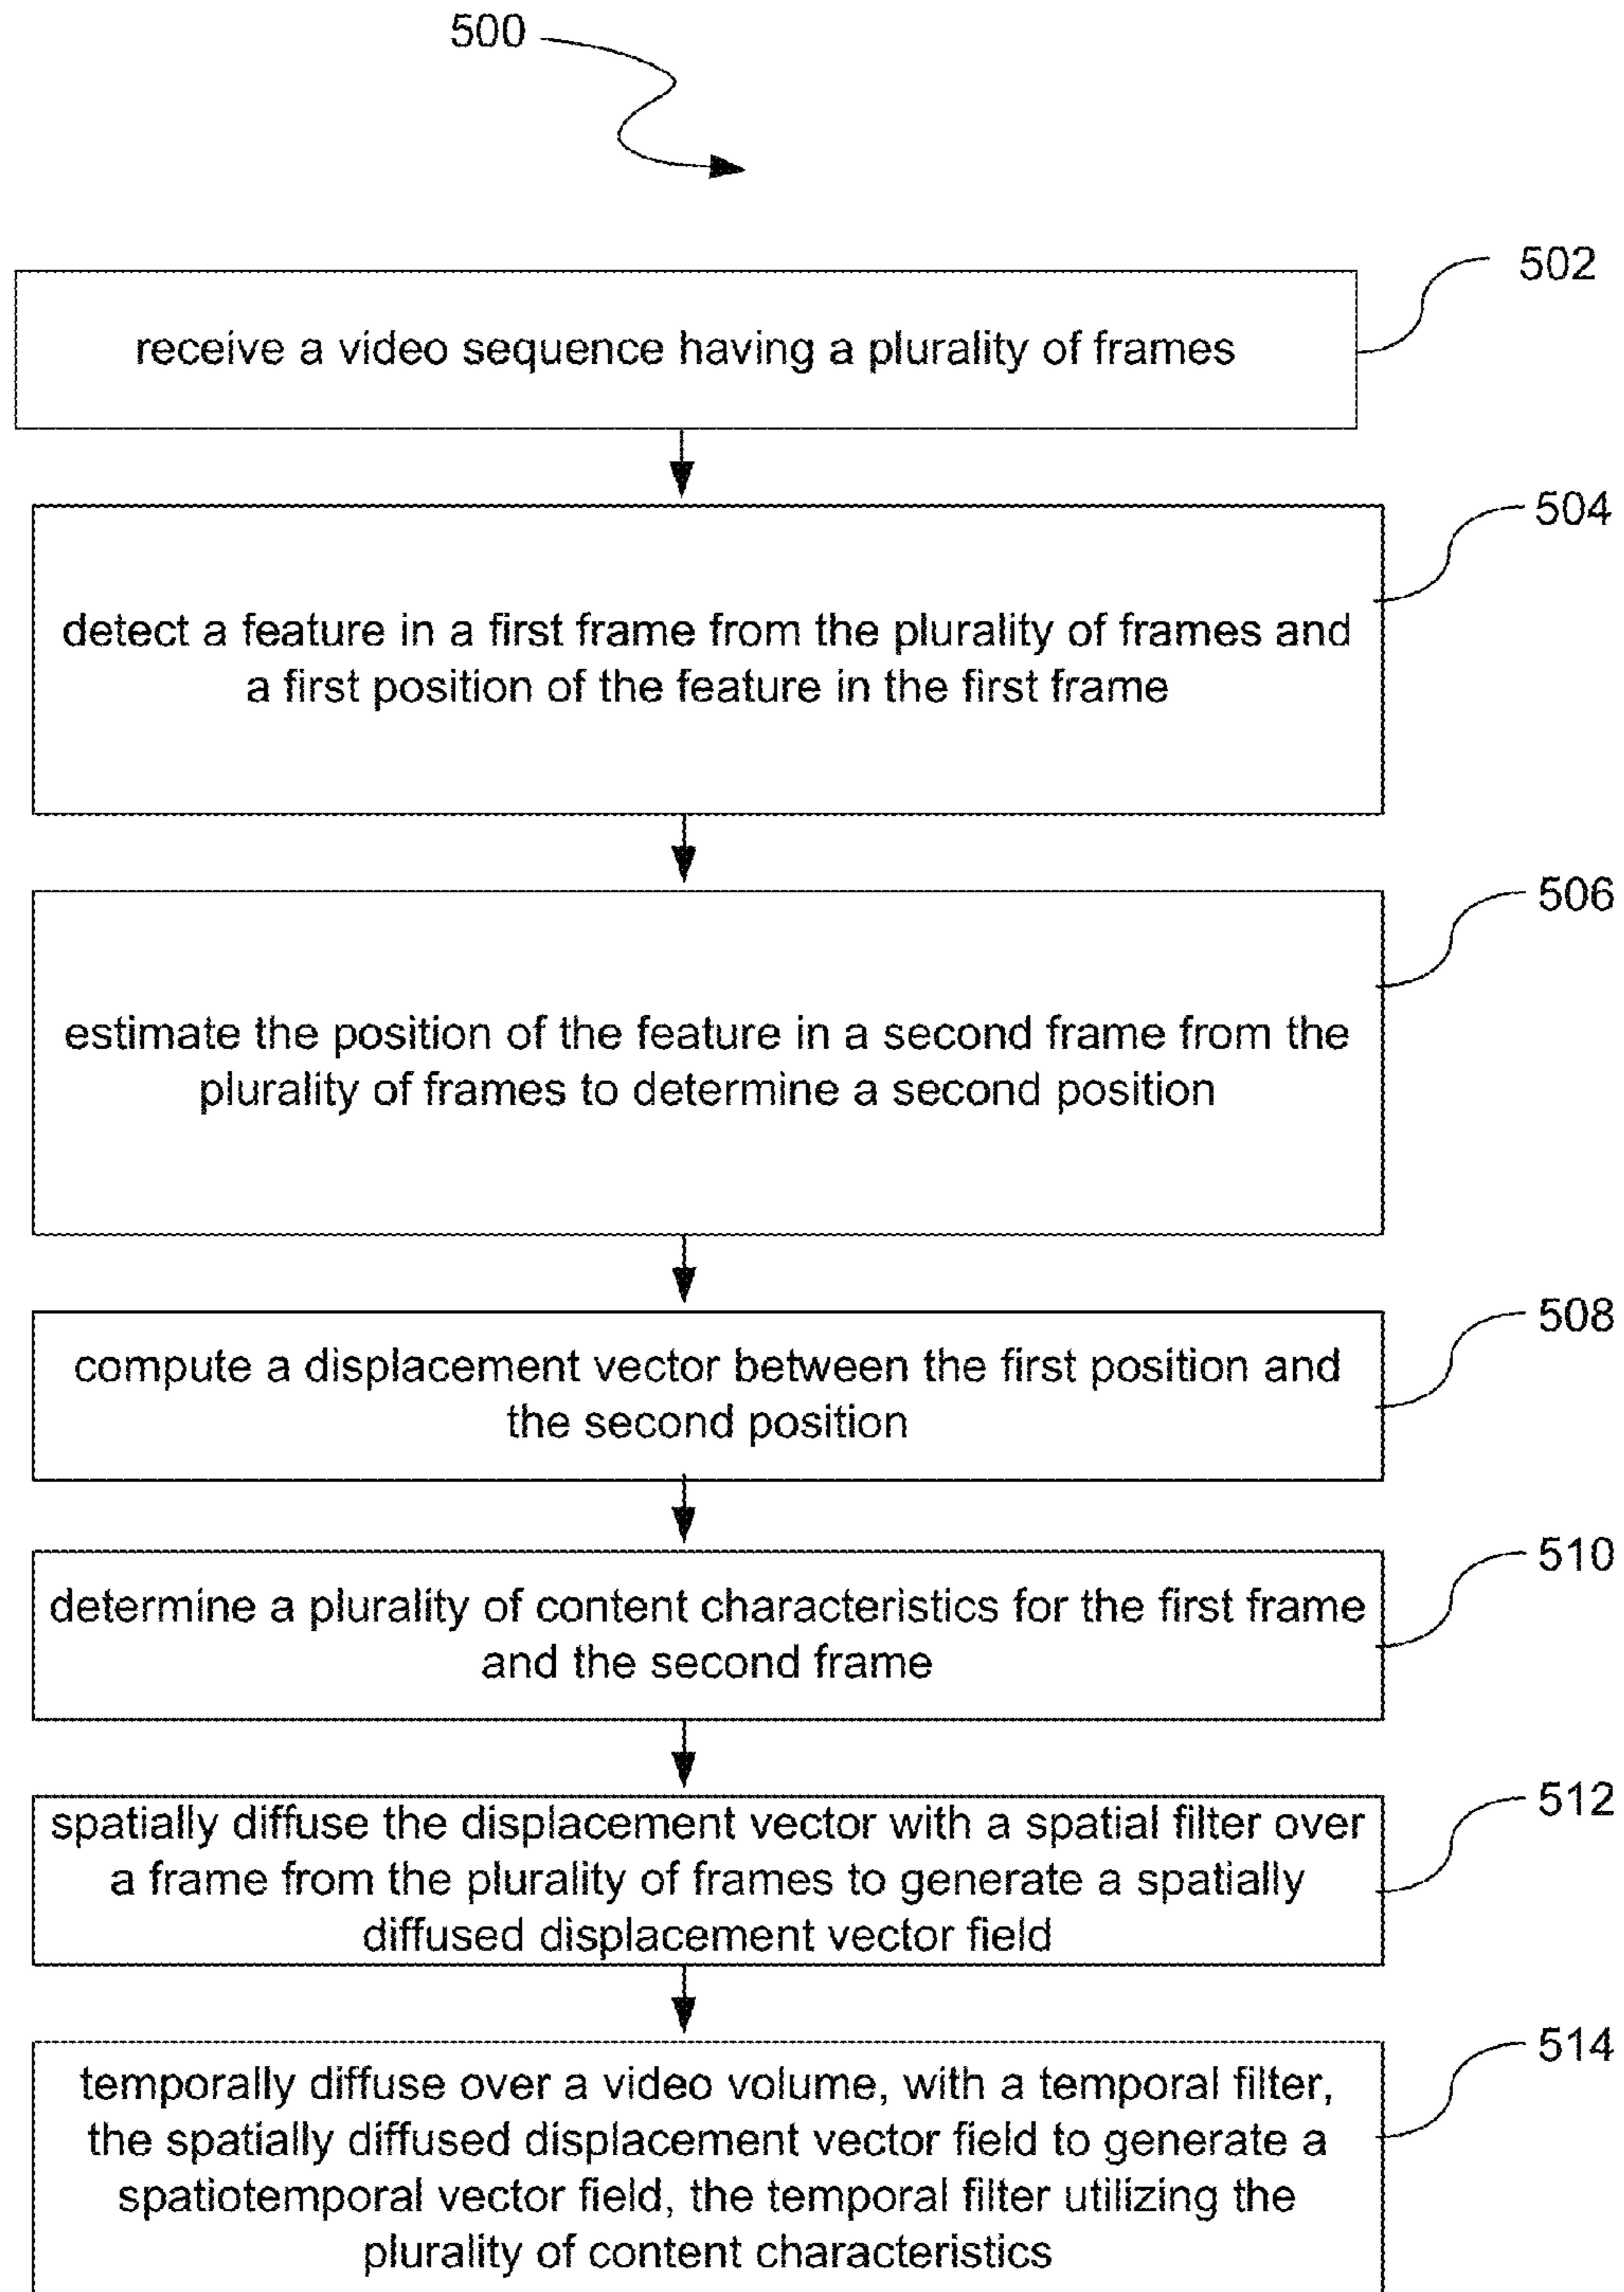 500
502
receive a video sequence having a plurality of frames
504
detect a feature in a first frame from the plurality of frames and
a first position of the feature in the first frame
506
estimate the position of the feature in a second frame from the
plurality of frames to determine a second position
508
compute a displacement vector between the first position and
the second position
510
determine a plurality of content characteristics for the first frame
and the second frame
512
spatially diffuse the displacement vector with a spatial filter over
a frame from the plurality of frames to generate a spatially
diffused displacement vector field
514
temporally diffuse over a video volume, with a temporal filter,
the spatially diffused displacement vector field to generate a
spatiotemporal vector field, the temporal filter utilizing the
plurality of content characteristics